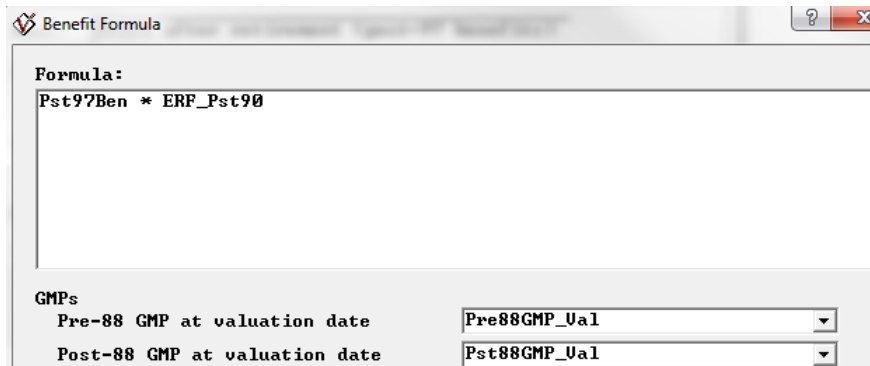 Benefit Formula
Formula:
Pst97Ben * ERF_Pst90
GMPs
Pre-88 GMP at valuation date Pre88GMP_Val
Post-88 GMP at valuation date Pst88GMP_Val